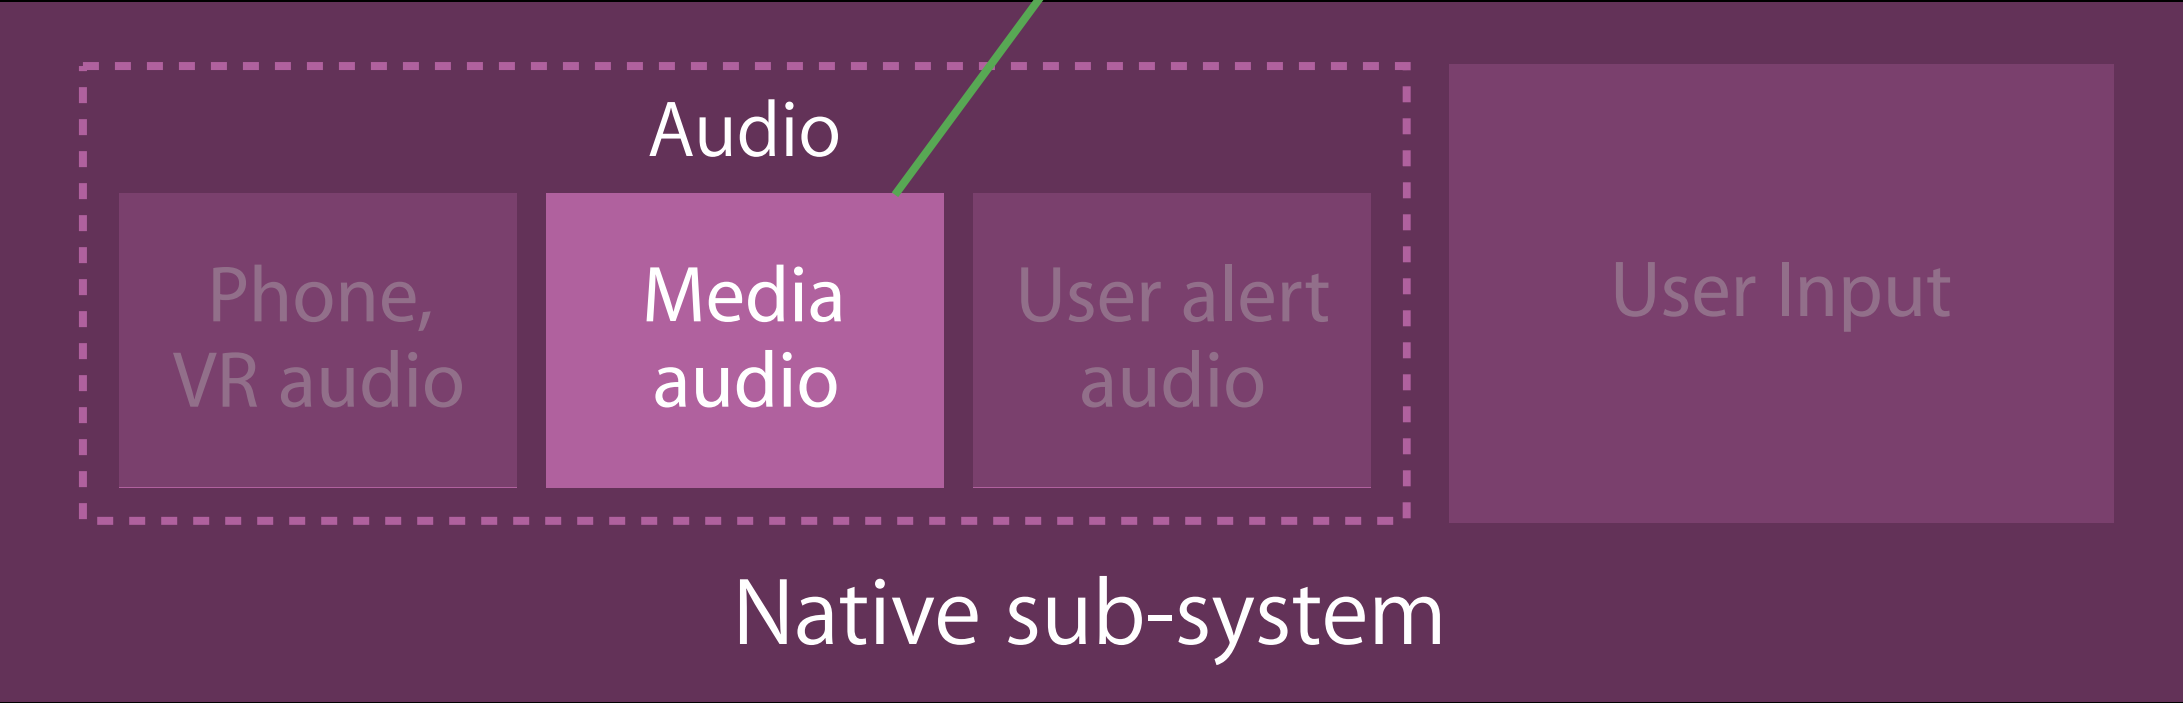 Audio
Phone,
VR audio
Media
audio
User alert
audio
User Input
Native sub-system